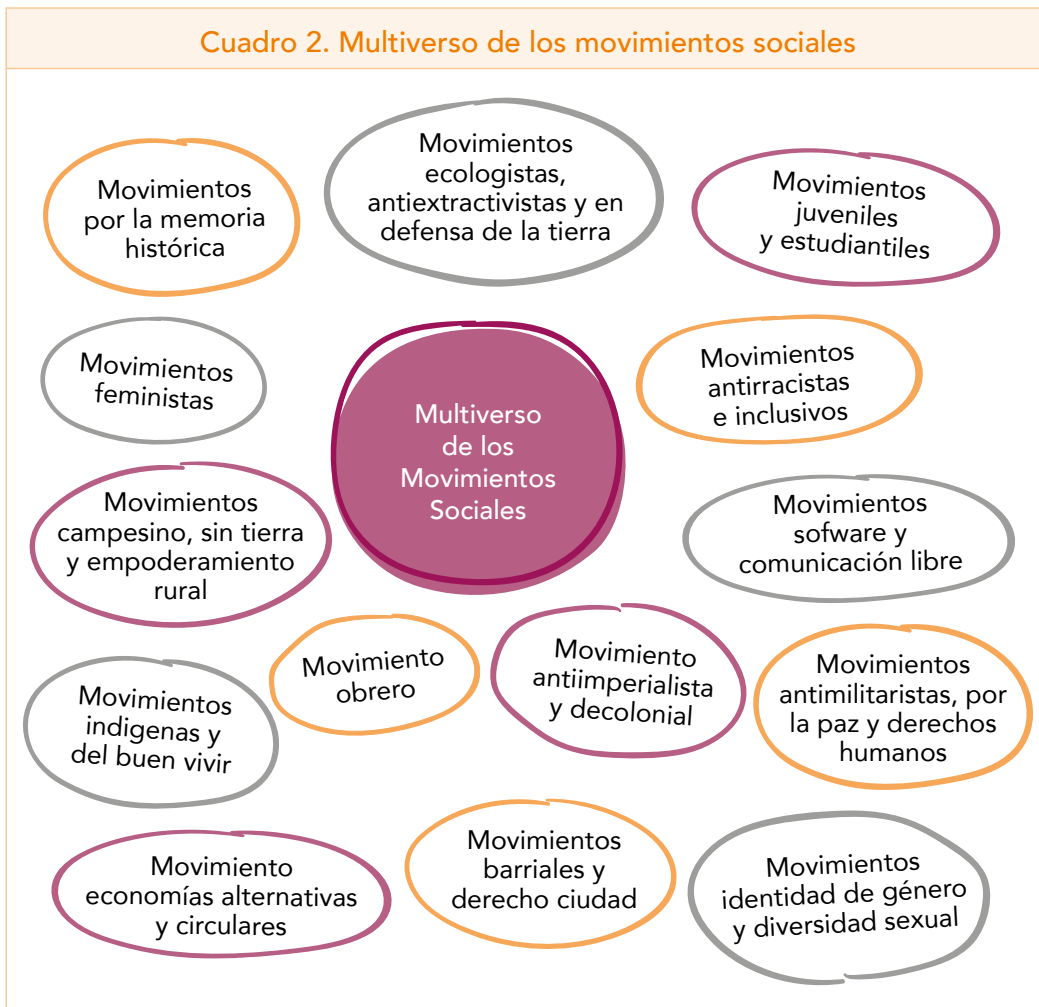 Cuadro 2. Multiverso de los movimientos sociales
Movimientos
por la memoria
histórica
Movimientos
ecologistas,
antiextractivistas y en
defensa de la tierra
Movimientos
juveniles
y estudiantiles
Movimientos
feministas
Multiverso
de los
Movimientos
Sociales
Movimientos
antirracistas
e inclusivos
Movimientos
campesino, sin tierra
y empoderamiento
rural
Movimientos
sofware y
comunicación libre
Movimientos
indigenas y
del buen vivir
Movimiento
obrero
Movimiento
antiimperialista
y decolonial
Movimientos
antimilitaristas, por
la paz y derechos
humanos
Movimiento
economías alternativas
y circulares
Movimientos
barriales y
derecho ciudad
Movimientos
identidad de género
y diversidad sexual